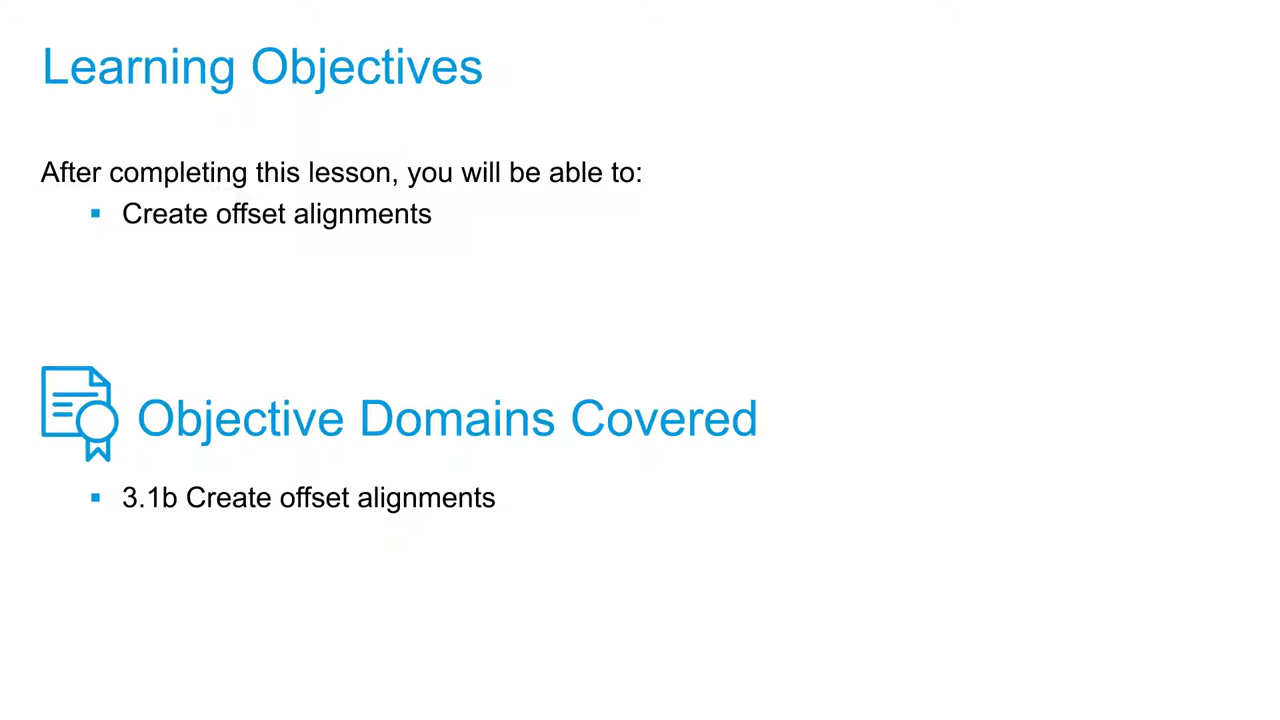 Learning Objectives
After completing this lesson, you will be able to:
▪ Create offset alignments
Objective Domains Covered
▪ 3.1b Create offset alignments